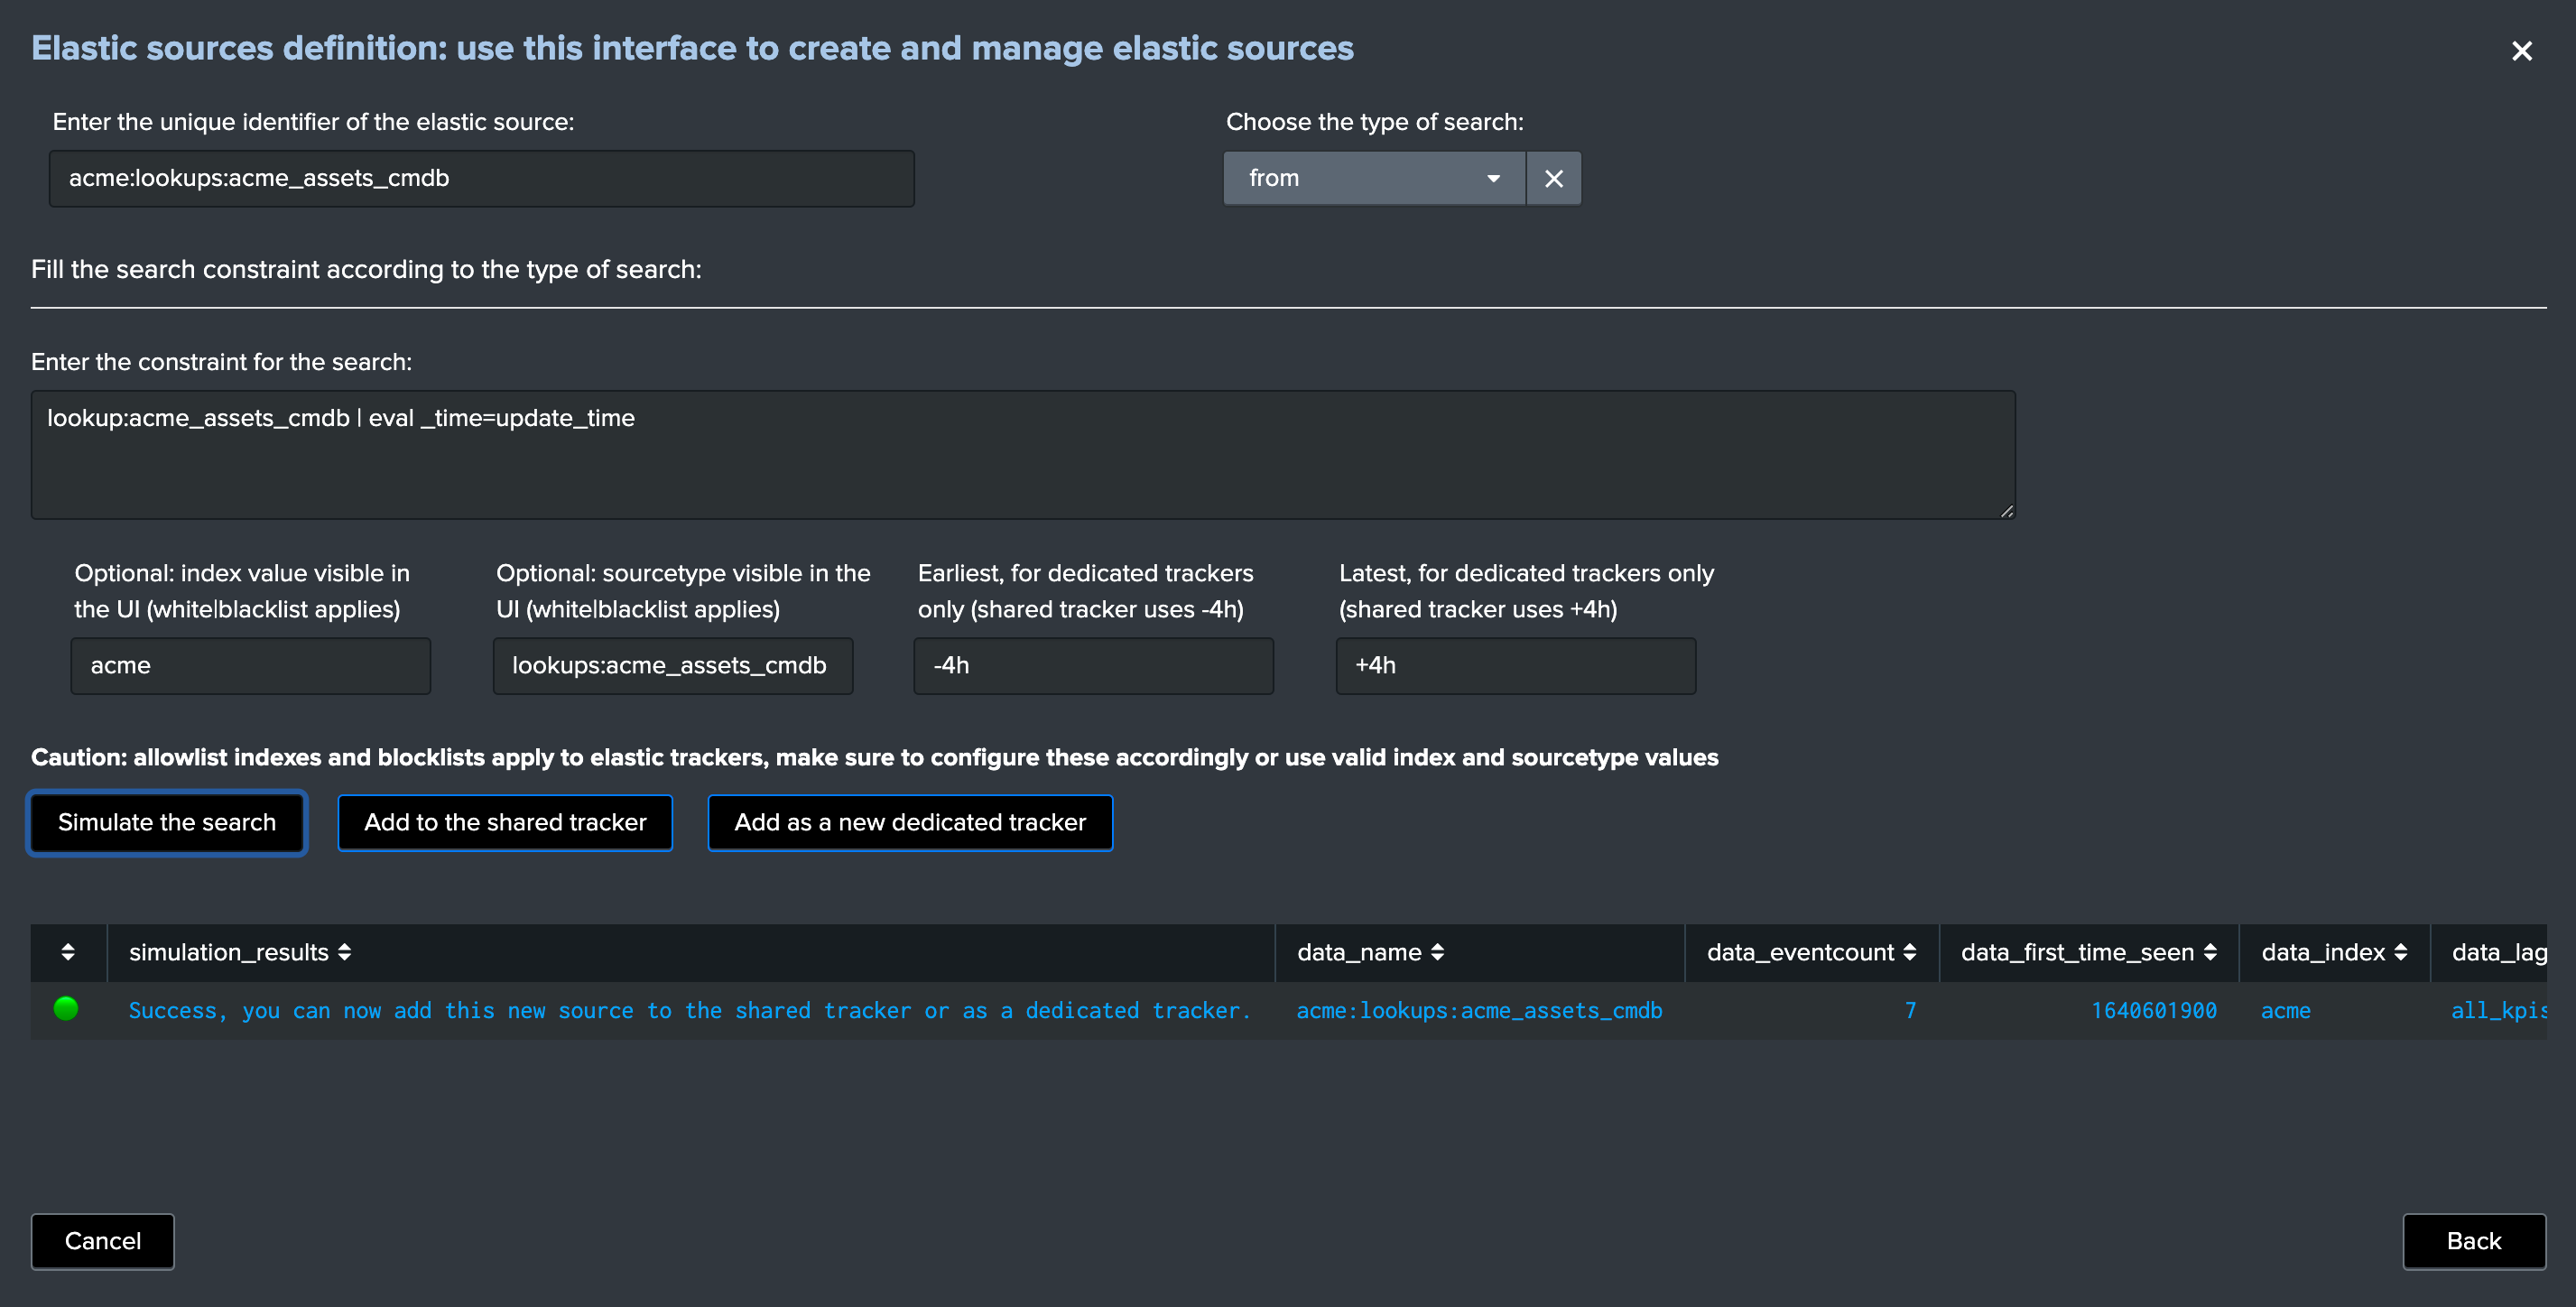 Elastic sources definition: use this interface to create and manage elastic sources
Enter the unique identifier of the elastic source:
Choose the type of search:
acme:lookups:acme_assets_cmdb
from
Fill the search constraint according to the type of search:
Enter the constraint for the search:
lookup:acme_assets_cmdb | eval _time=update_time
Optional: index value visible in
the UI (white|blacklist applies)
Optional: sourcetype visible in the
UI (white|blacklist applies)
Earliest, for dedicated trackers
only (shared tracker uses -4h)
Latest, for dedicated trackers only
(shared tracker uses +4h)
acme
lookups:acme_assets_cmdb
-4h
+4h
Caution: allowlist indexes and blocklists apply to elastic trackers, make sure to configure these accordingly or use valid index and sourcetype values
Simulate the search
Add to the shared tracker
Add as a new dedicated tracker
simulation_results data_name data_eventcount data_first_time_seen data_index data_lag
Success, you can now add this new source to the shared tracker or as a dedicated tracker. acme:lookups:acme_assets_cmdb 7 1640601900 acme all_kpis
Cancel
Back